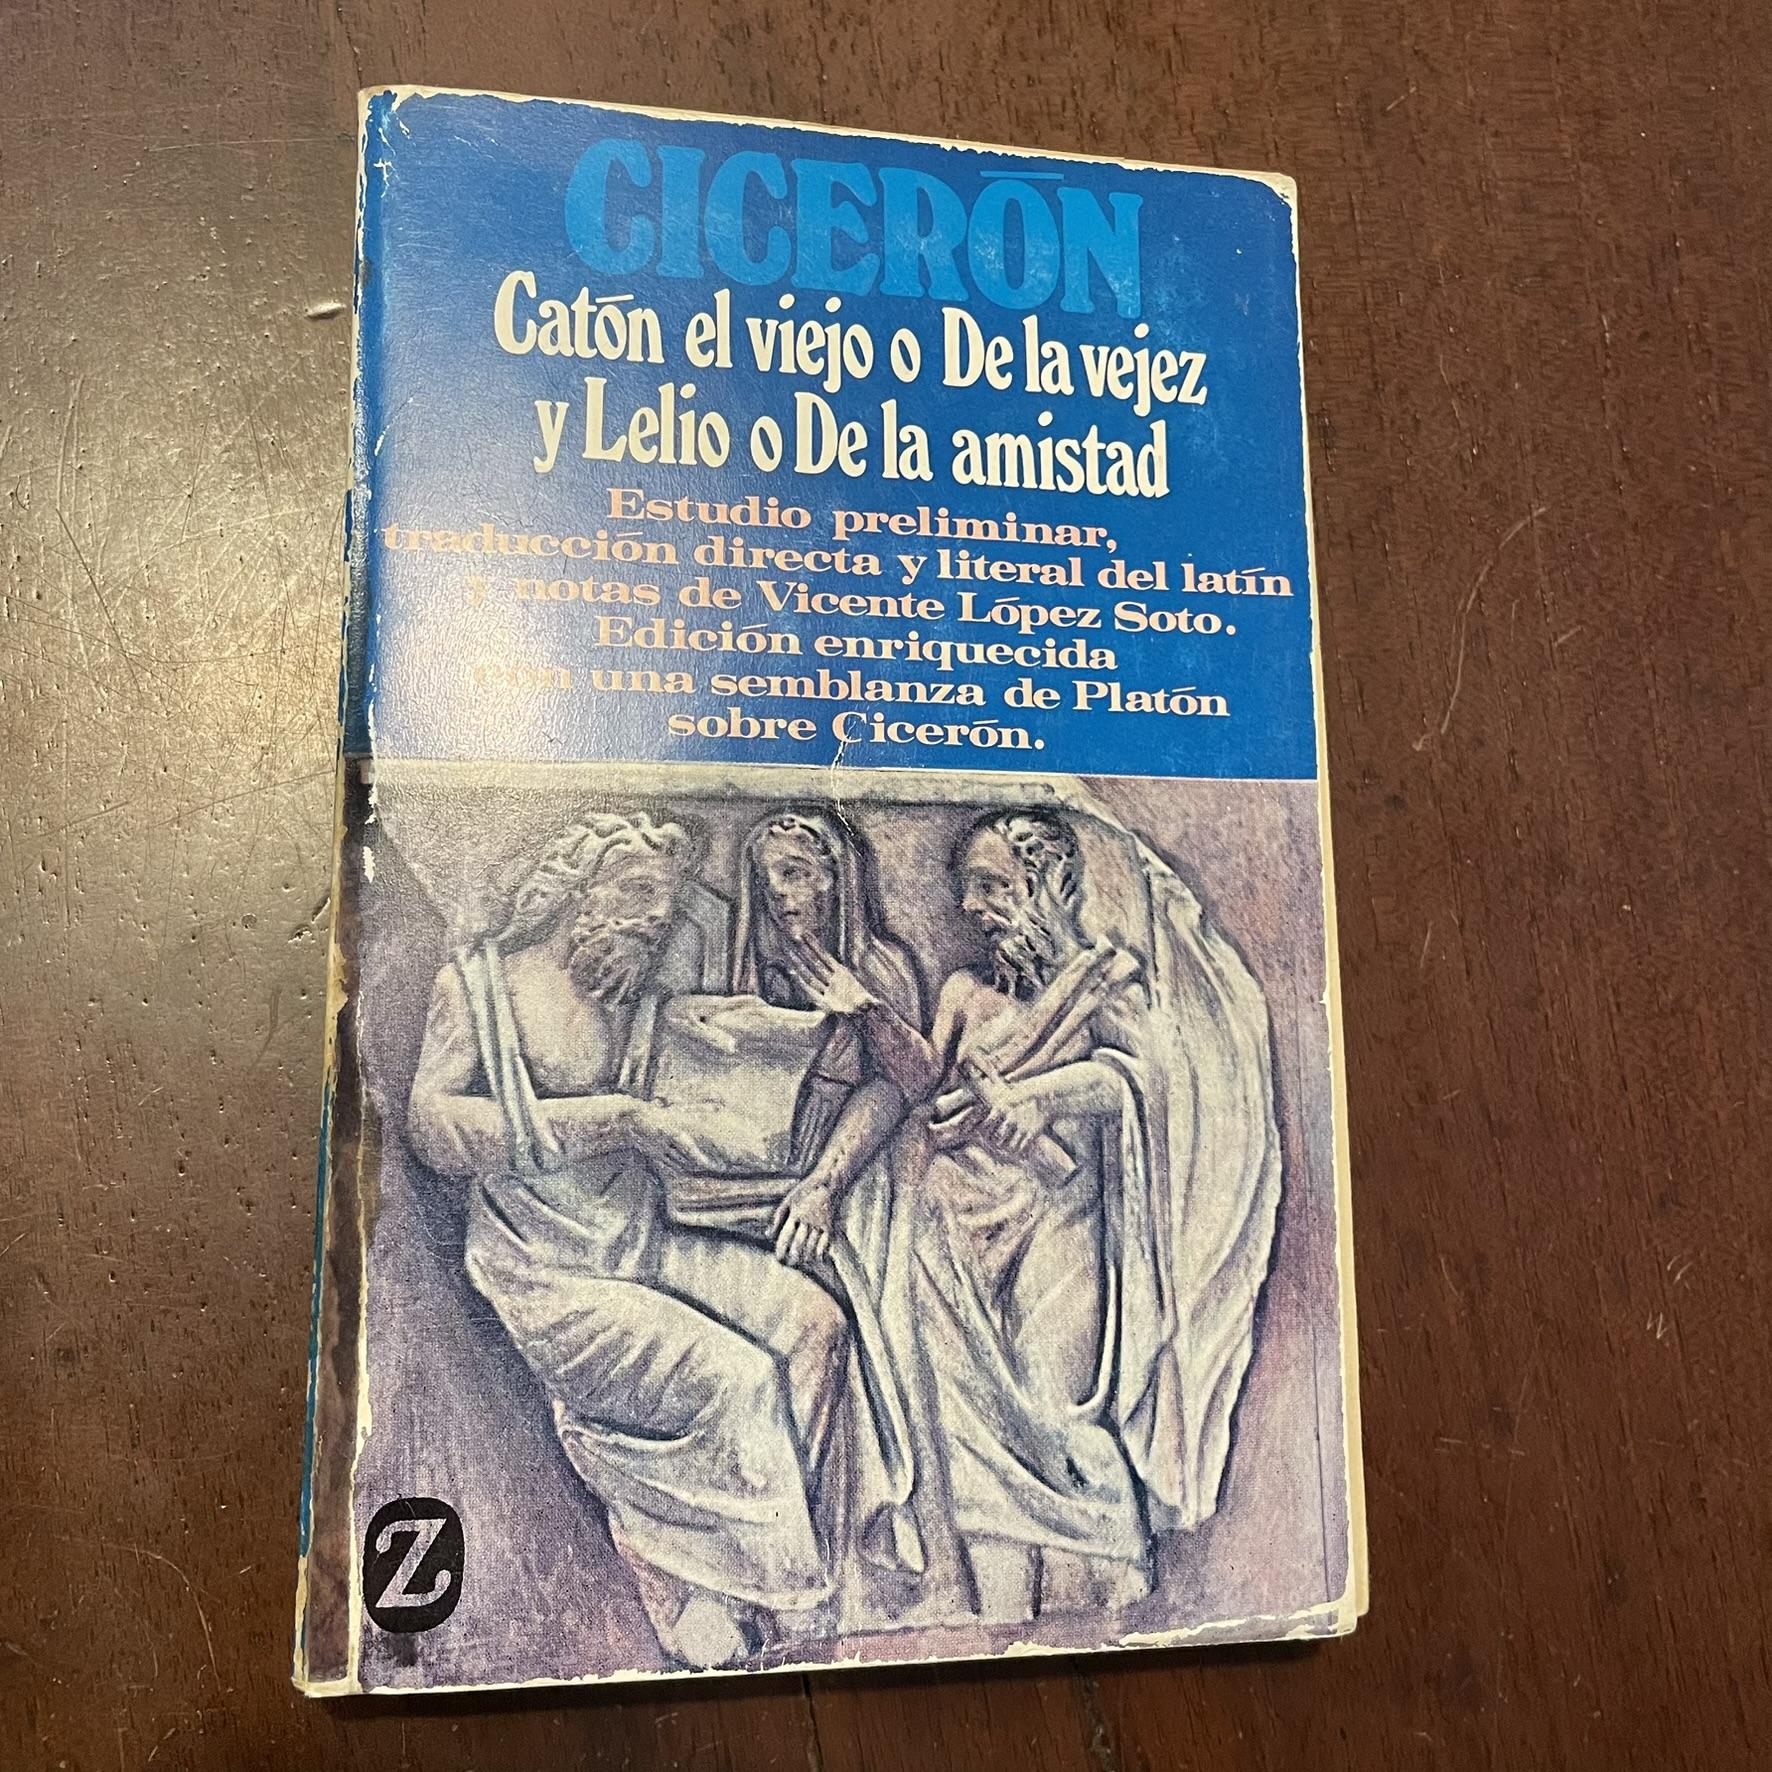 CICERÓN
Catón el viejo o De la vejez
y Lelio o De la amistad
Estudio preliminar,
traducción directa y literal del latín
y notas de Vicente López Soto.
Edición enriquecida
con una semblanza de Platón
sobre Cicerón.
Z